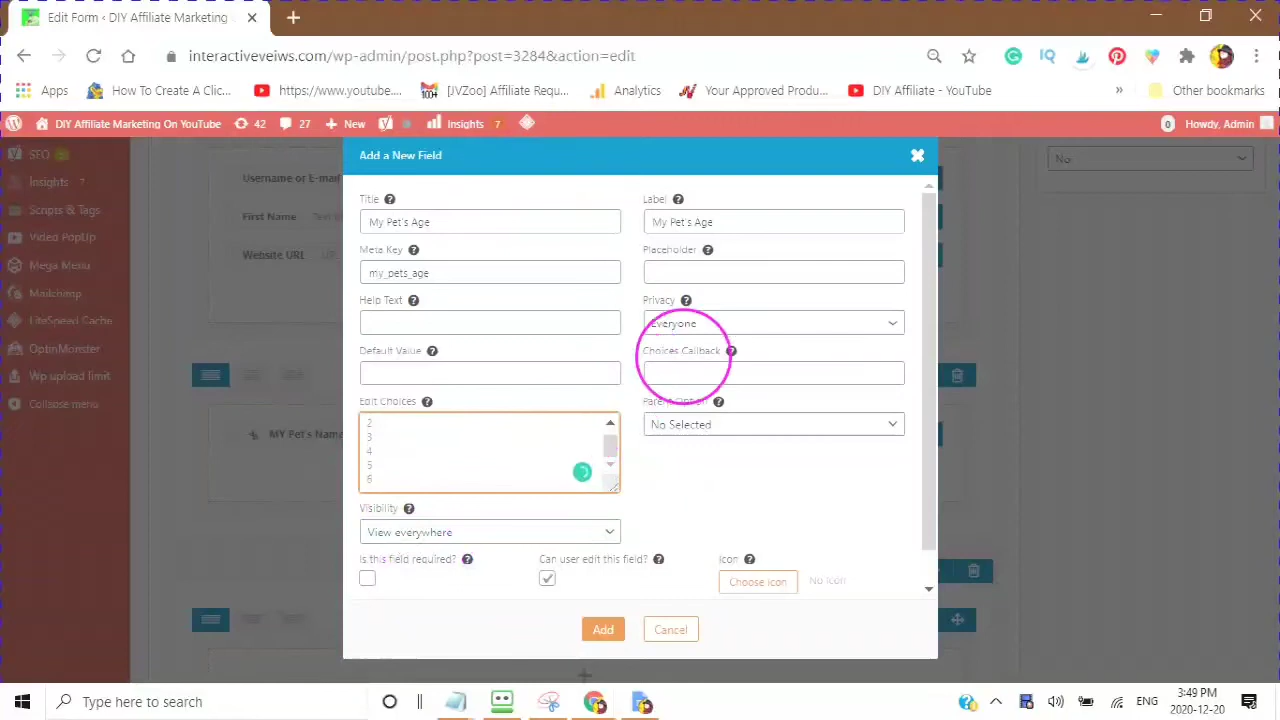 Edit Form ‹ DIY Affiliate Marketing
interactiveveiws.com/wp-admin/post.php?post=3284&action=edit
Apps How To Create A Clic... https://www.youtube.... [JVZoo] Affiliate Requ... Analytics Your Approved Produ... DIY Affiliate - YouTube » Other bookmarks
DIY Affiliate Marketing On YouTube 42 27 New Insights 7 0 Howdy, Admin
SEO
Insights
Scripts & Tags
Video PopUp
Mega Menu
Mailchimp
LiteSpeed Cache
OptinMonster
Wp upload limit
Collapse menu
Username or E-mail
First Name
Website URL
MY Pet's Name
No
Add a New Field
Title
Label
My Pet's Age
My Pet's Age
Meta Key
Placeholder
my_pets_age
Help Text
Privacy
Everyone
Default Value
Choices Callback
Edit Choices
Parent Option
2
3
4
5
6
No Selected
Visibility
View everywhere
Is this field required?
Can user edit this field?
Icon
Choose icon
No Icon
Add
Cancel
Type here to search
ENG
3:49 PM
2020-12-20